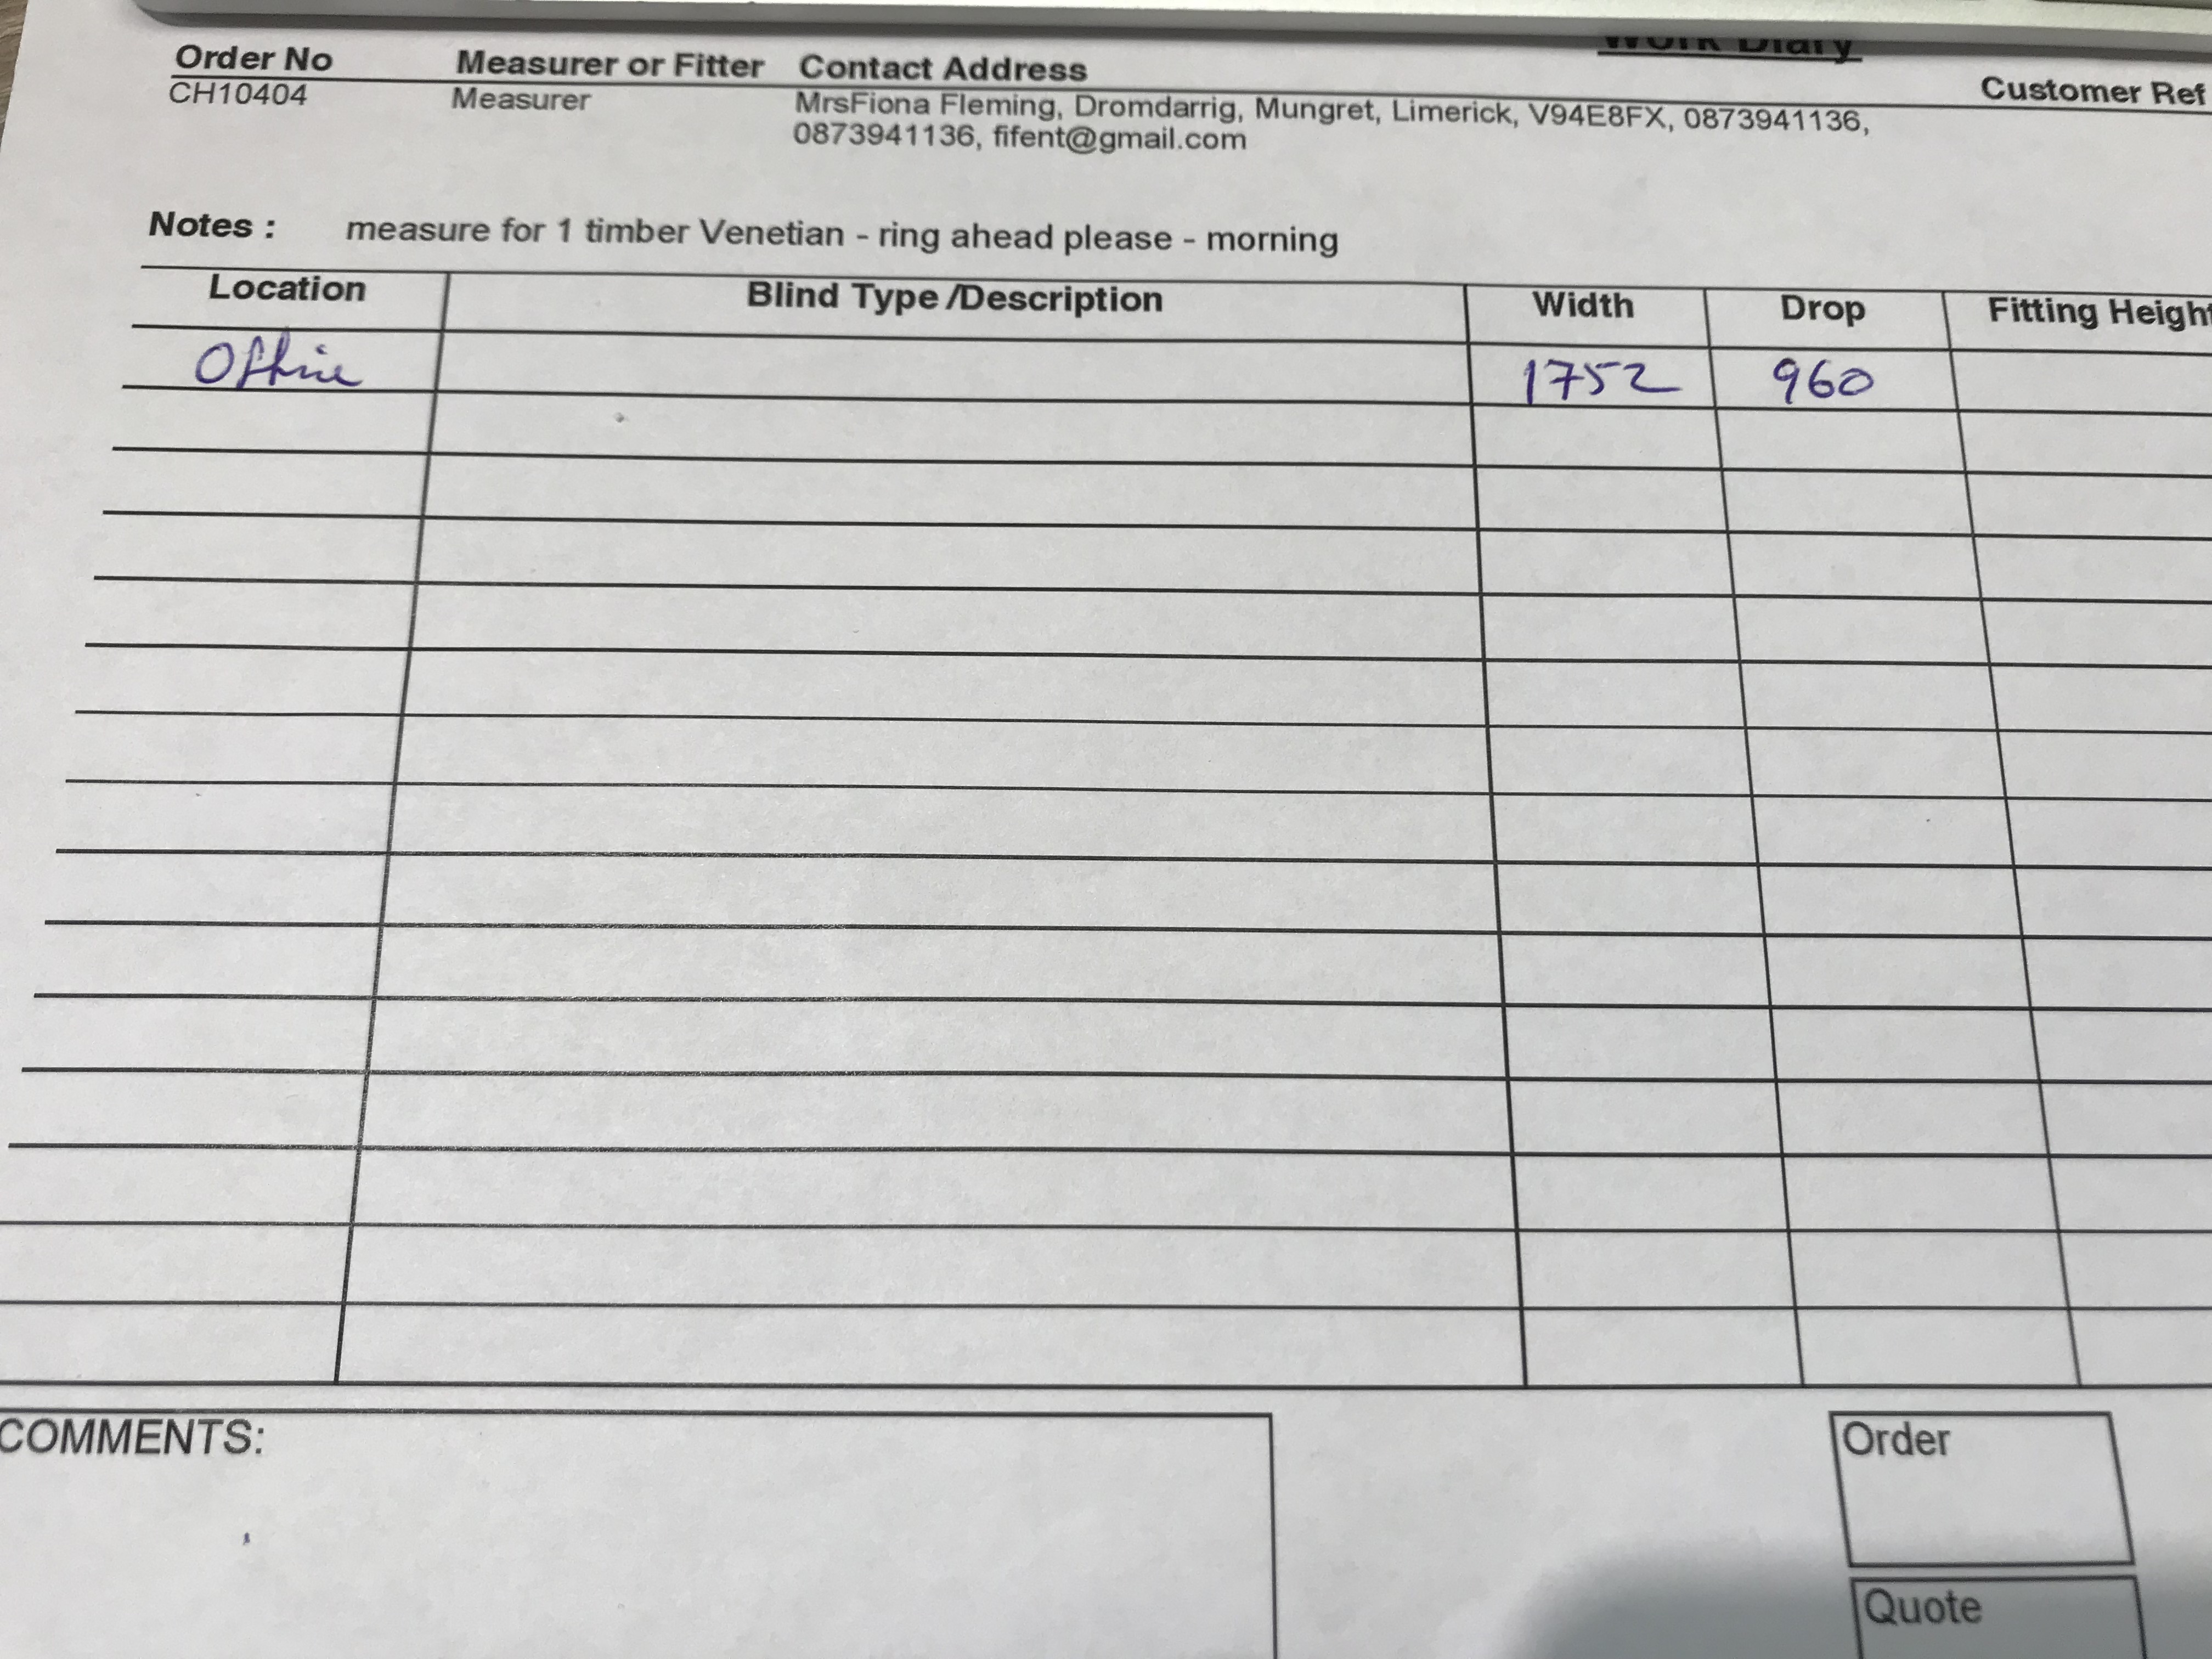 Work Diary
Order No Measurer or Fitter Contact Address Customer Ref
CH10404 Measurer MrsFiona Fleming, Dromdarrig, Mungret, Limerick, V94E8FX, 0873941136,
0873941136, fifent@gmail.com
Notes : measure for 1 timber Venetian - ring ahead please - morning
Location Blind Type /Description Width Drop Fitting Height
Office 1752 960
COMMENTS:
Order
Quote